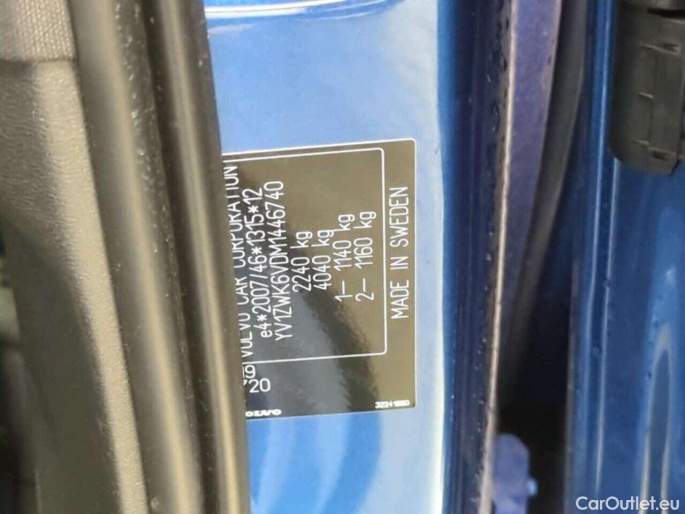 VOLVO CAR CORPORATION
e4*2007/46*1315*12
YV1ZWK6VDM1446740
2240 kg
4040 kg
1– 1140 kg
2– 1160 kg
MADE IN SWEDEN
20
VOLVO
CarOutlet.eu